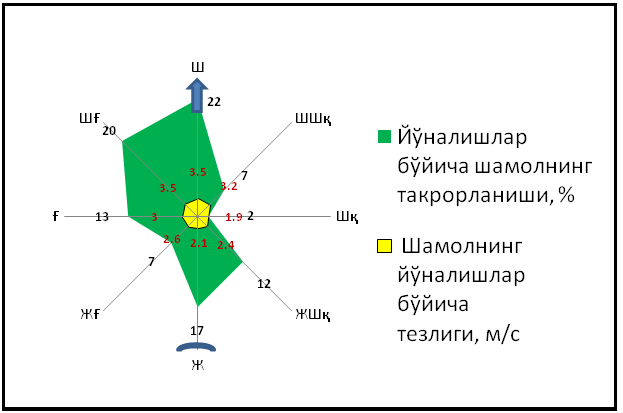 Ш
22
ШҒ
20
ШШқ
3.5
3.5
3.2
7
Ғ
13
3
1.9
2
Шқ
2.6
2.1
2.4
7
12
ЖҒ
17
ЖШқ
Ж
Йўналишлар
бўйича шамолнинг
такрорланиши, %
Шамолнинг
йўналишлар
бўйича
тезлиги, м/с